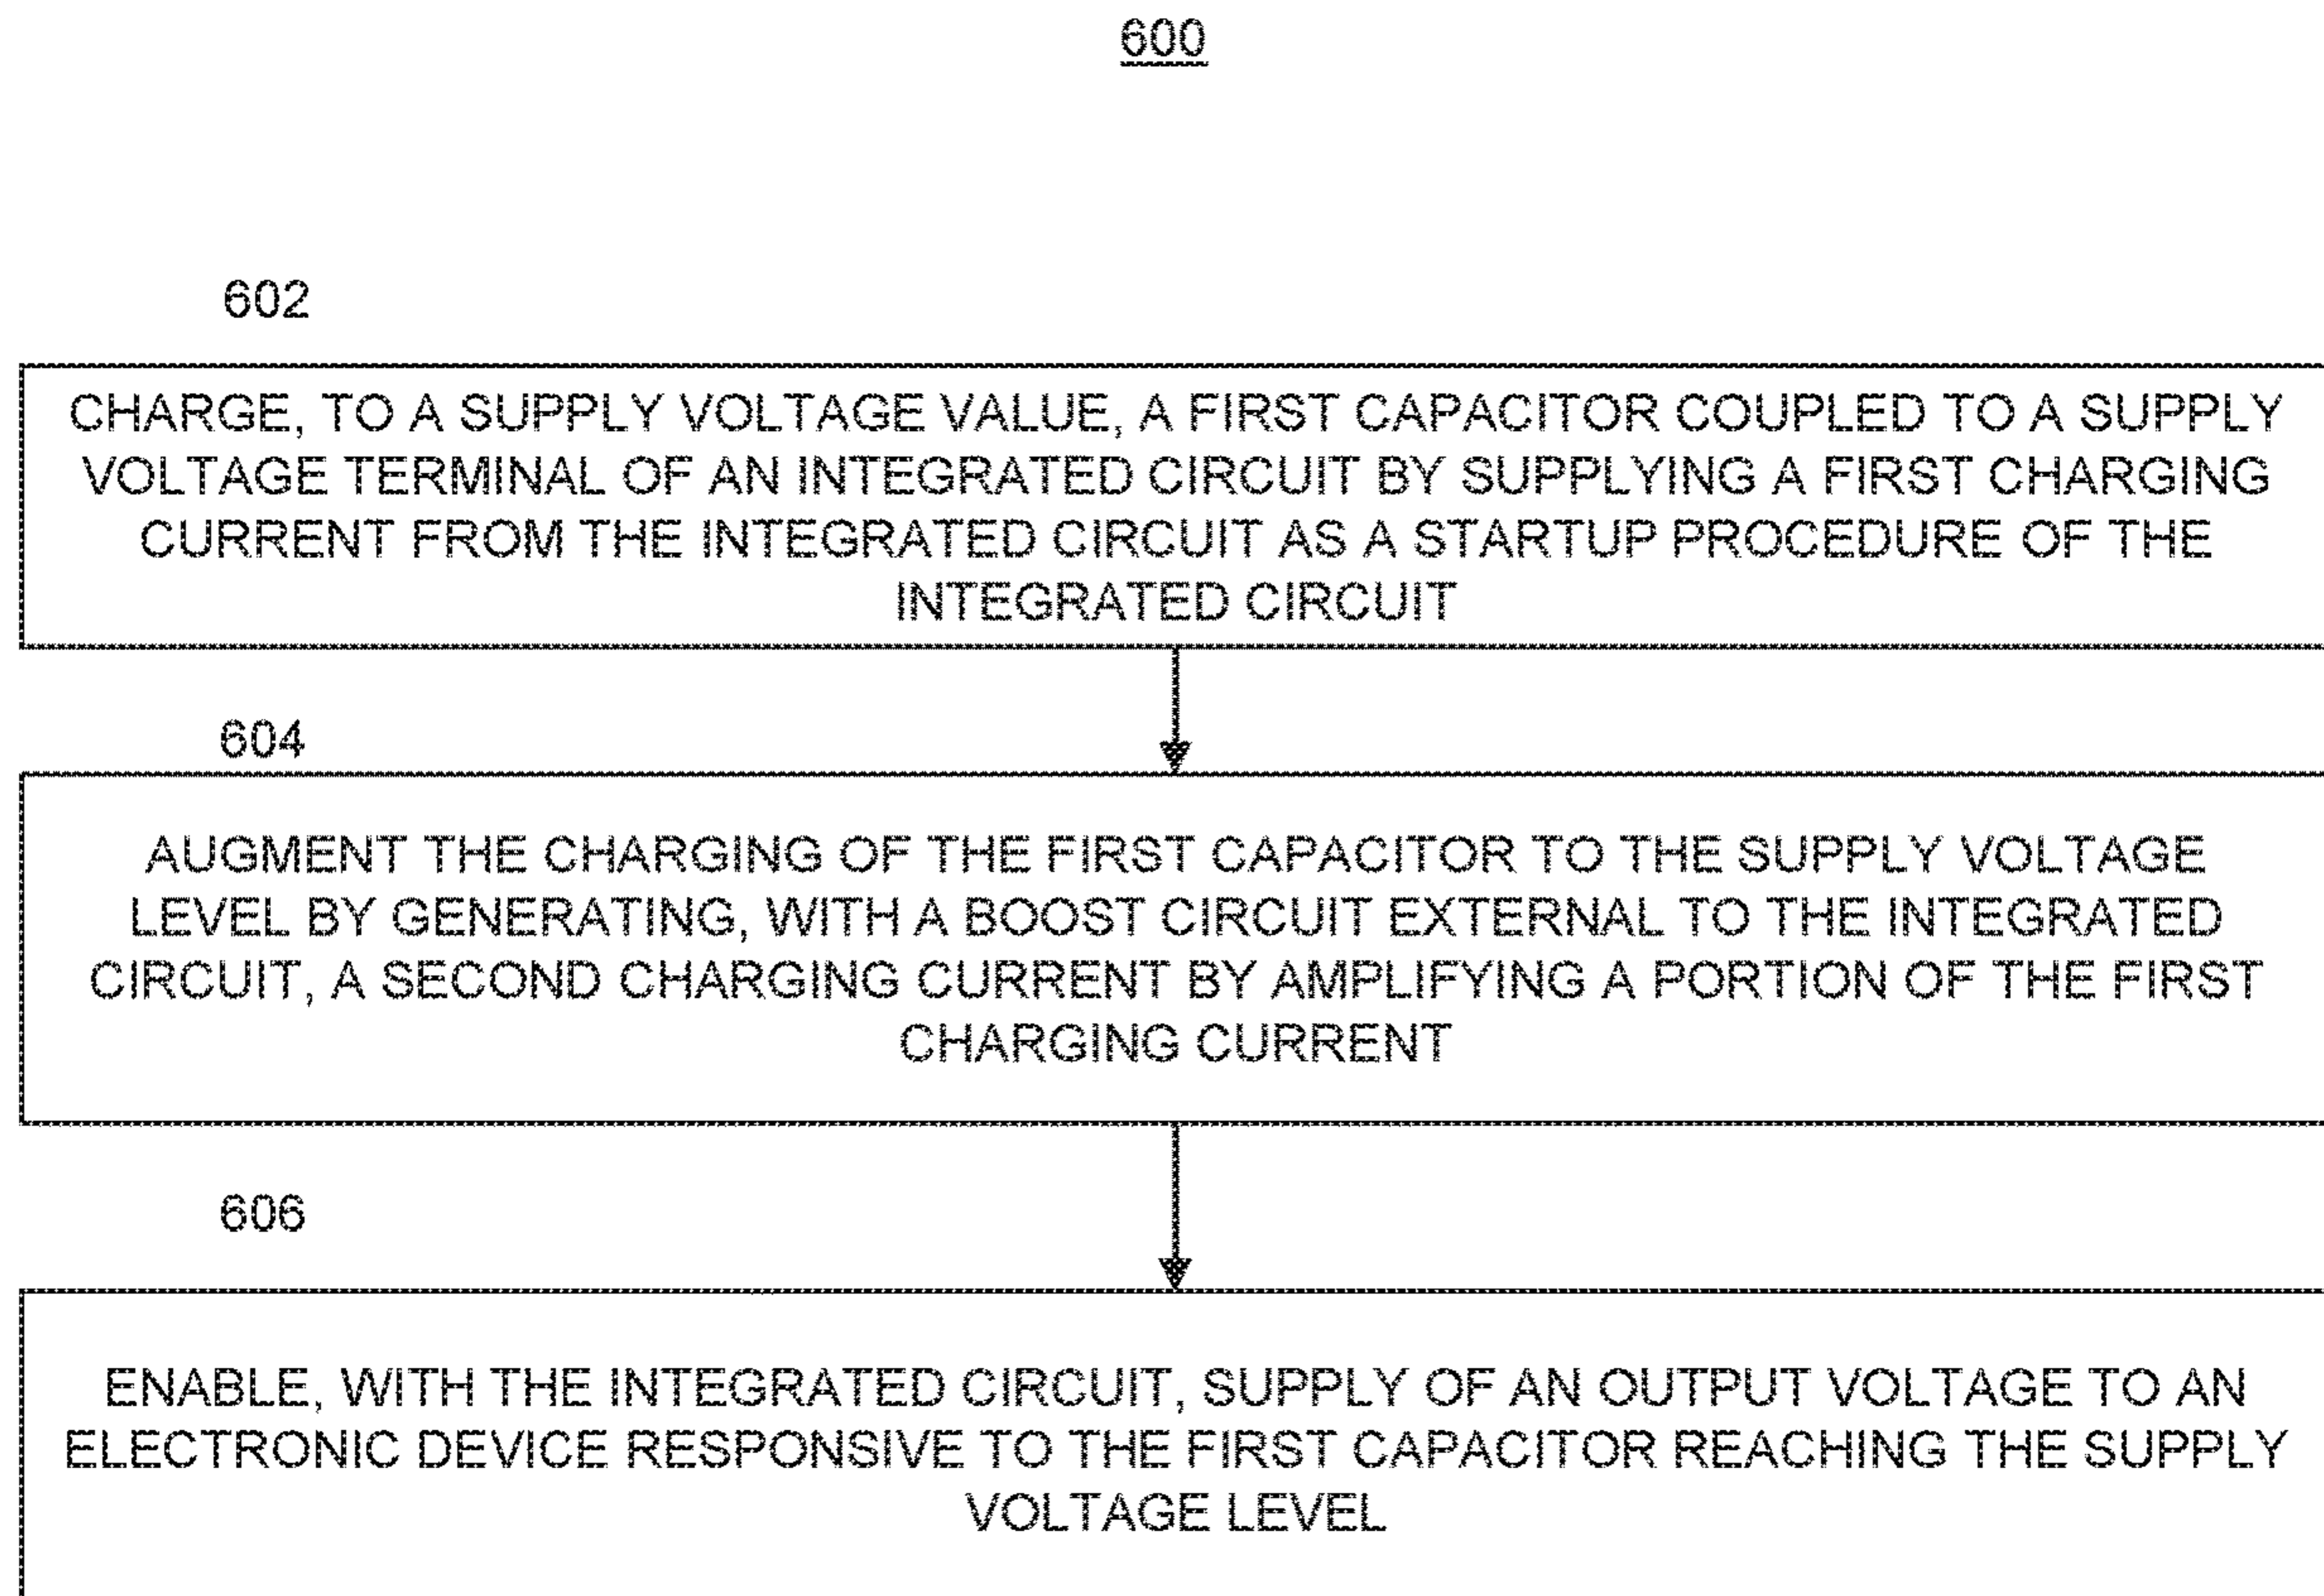 600
602
CHARGE, TO A SUPPLY VOLTAGE VALUE, A FIRST CAPACITOR COUPLED TO A SUPPLY
VOLTAGE TERMINAL OF AN INTEGRATED CIRCUIT BY SUPPLYING A FIRST CHARGING
CURRENT FROM THE INTEGRATED CIRCUIT AS A STARTUP PROCEDURE OF THE
INTEGRATED CIRCUIT
604
AUGMENT THE CHARGING OF THE FIRST CAPACITOR TO THE SUPPLY VOLTAGE
LEVEL BY GENERATING, WITH A BOOST CIRCUIT EXTERNAL TO THE INTEGRATED
CIRCUIT, A SECOND CHARGING CURRENT BY AMPLIFYING A PORTION OF THE FIRST
CHARGING CURRENT
606
ENABLE, WITH THE INTEGRATED CIRCUIT, SUPPLY OF AN OUTPUT VOLTAGE TO AN
ELECTRONIC DEVICE RESPONSIVE TO THE FIRST CAPACITOR REACHING THE SUPPLY
VOLTAGE LEVEL